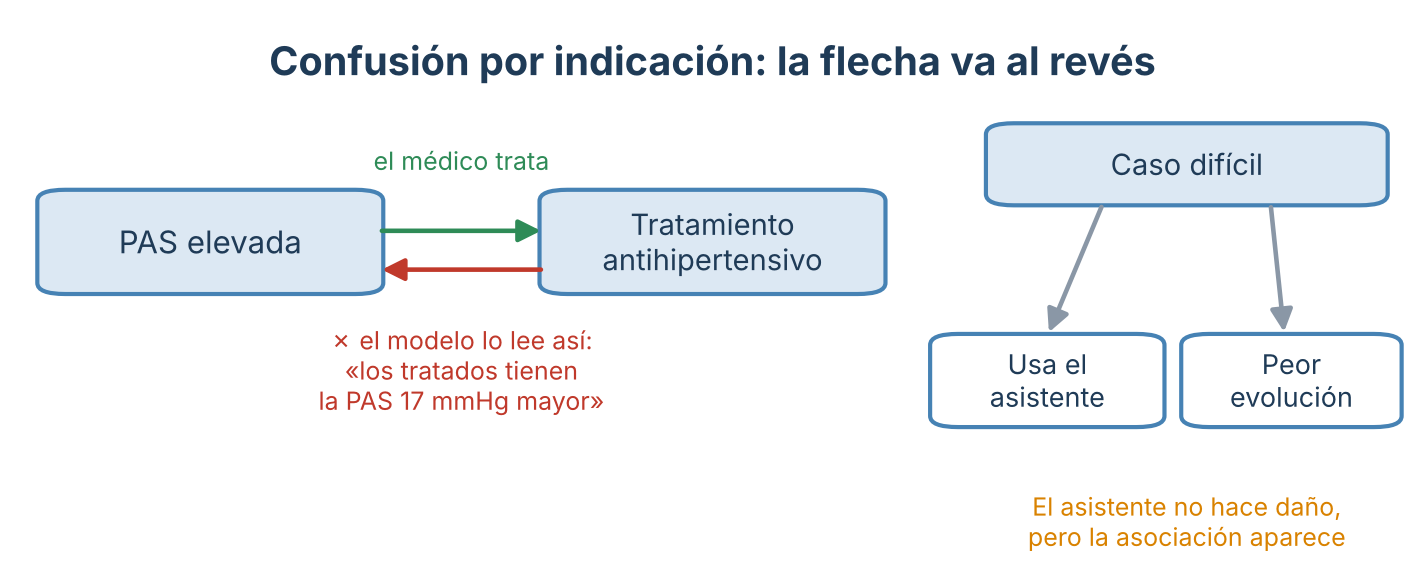 Confusión por indicación: la flecha va al revés
el médico trata
PAS elevada
Tratamiento
antihipertensivo
× el modelo lo lee así:
«los tratados tienen
la PAS 17 mmHg mayor»
Caso difícil
Usa el
asistente
Peor
evolución
El asistente no hace daño,
pero la asociación aparece